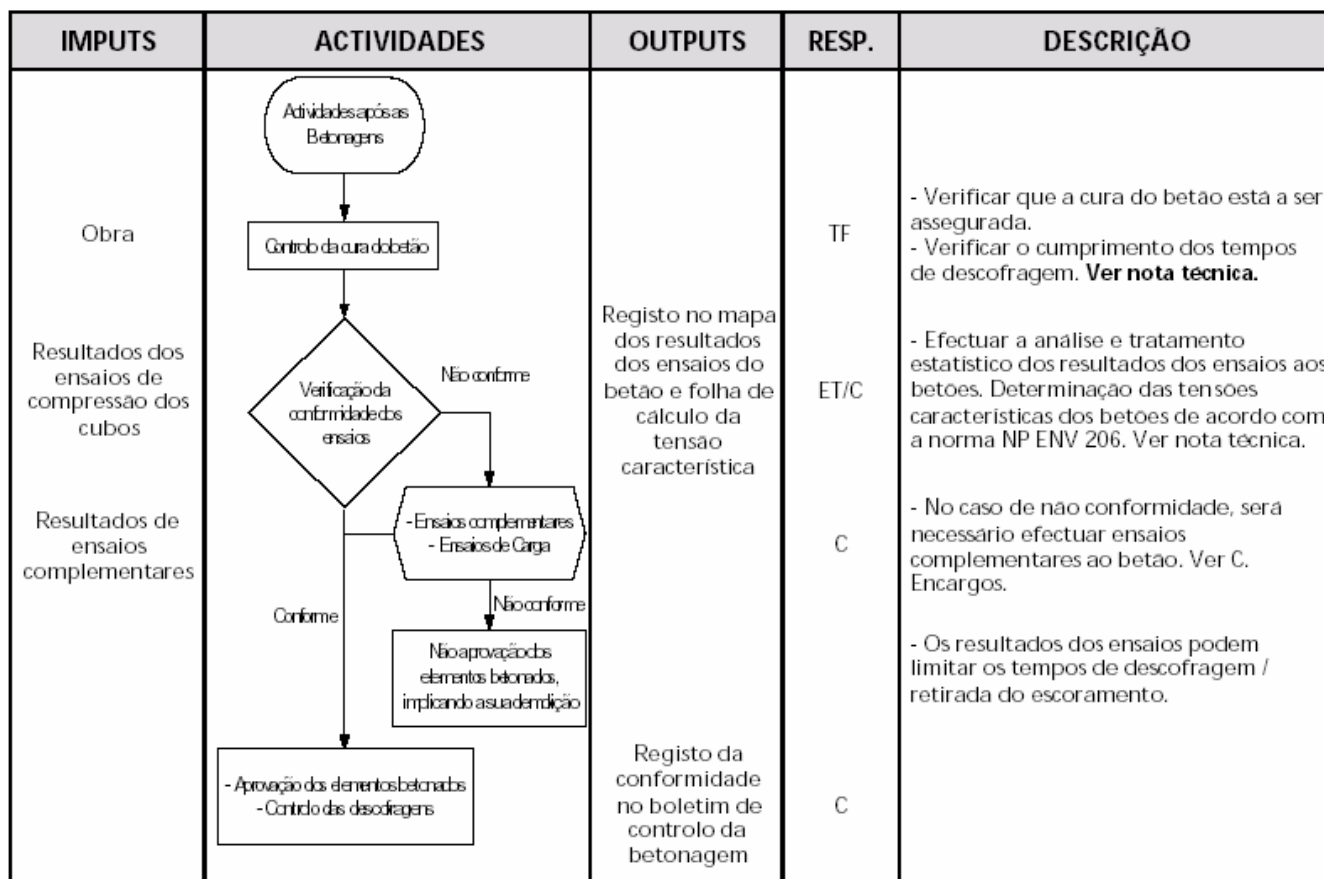 IMPUTS
ACTIVIDADES
OUTPUTS
RESP.
DESCRIÇÃO
Actividades após as
Betonagens
Obra
Controlo da cura do betão
TF
- Verificar que a cura do betão está a ser
assegurada.
- Verificar o cumprimento dos tempos
de descofragem. Ver nota técnica.
Resultados dos
ensaios de
compressão dos
cubos
Verificação da
conformidade dos
ensaios
Não conforme
Registo no mapa
dos resultados
dos ensaios do
betão e folha de
cálculo da
tensão
característica
ET/C
- Efectuar a análise e tratamento
estatístico dos resultados dos ensaios aos
betões. Determinação das tensões
características dos betões de acordo com
a norma NP ENV 206. Ver nota técnica.
Resultados de
ensaios
complementares
- Ensaios complementares
- Ensaios de Carga
C
- No caso de não conformidade, será
necessário efectuar ensaios
complementares ao betão. Ver C.
Encargos.
Conforme
Não conforme
Não aprovação dos
elementos betonados,
implicando a sua demolição
- Os resultados dos ensaios podem
limitar os tempos de descofragem /
retirada do escoramento.
- Aprovação dos elementos betonados
- Controlo das descofragens
Registo da
conformidade
no boletim de
controlo da
betonagem
C